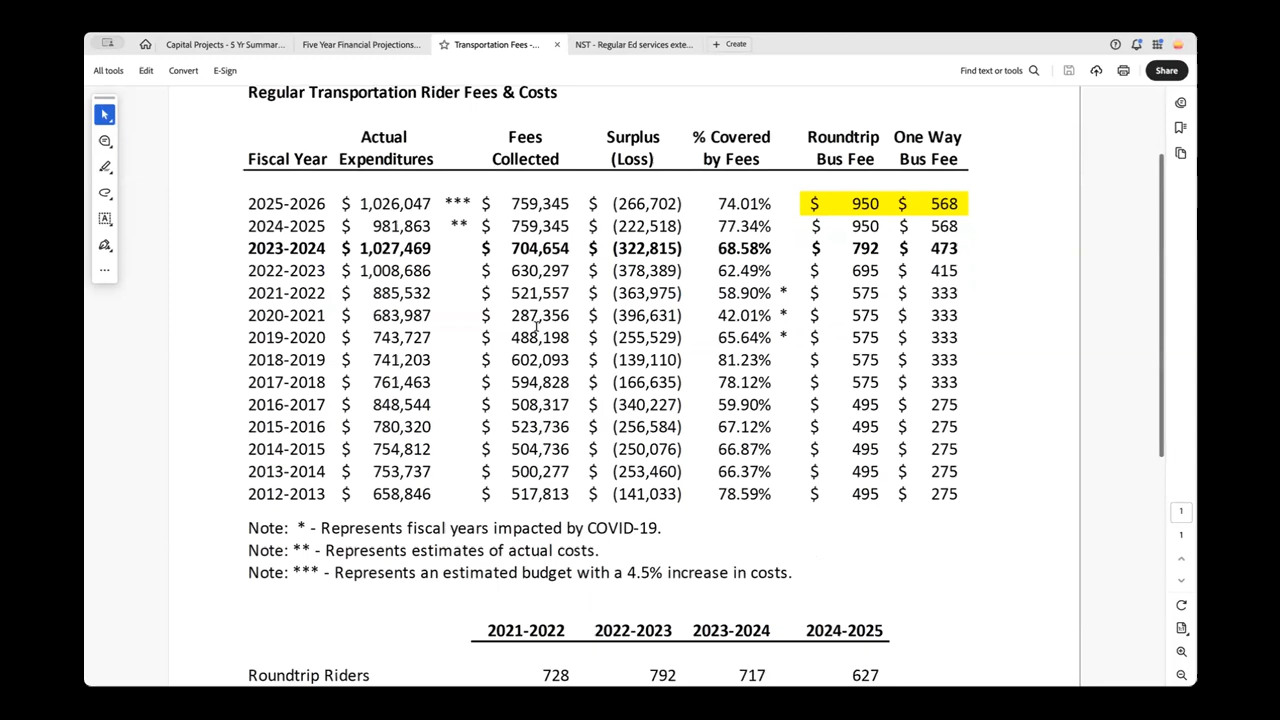 Capital Projects - 5 Yr Summar... Five Year Financial Projections... Transportation Fees -... NST - Regular Ed services exte... Create
All tools Edit Convert E-Sign Find text or tools Share
Regular Transportation Rider Fees & Costs
Actual Fees Surplus % Covered Roundtrip One Way
Fiscal Year Expenditures Collected (Loss) by Fees Bus Fee Bus Fee
2025-2026 $ 1,026,047 *** $ 759,345 $ (266,702) 74.01% $ 950 $ 568
2024-2025 $ 981,863 ** $ 759,345 $ (222,518) 77.34% $ 950 $ 568
2023-2024 $ 1,027,469 $ 704,654 $ (322,815) 68.58% $ 792 $ 473
2022-2023 $ 1,008,686 $ 630,297 $ (378,389) 62.49% $ 695 $ 415
2021-2022 $ 885,532 $ 521,557 $ (363,975) 58.90% * $ 575 $ 333
2020-2021 $ 683,987 $ 287,356 $ (396,631) 42.01% * $ 575 $ 333
2019-2020 $ 743,727 $ 488,198 $ (255,529) 65.64% * $ 575 $ 333
2018-2019 $ 741,203 $ 602,093 $ (139,110) 81.23% $ 575 $ 333
2017-2018 $ 761,463 $ 594,828 $ (166,635) 78.12% $ 575 $ 333
2016-2017 $ 848,544 $ 508,317 $ (340,227) 59.90% $ 495 $ 275
2015-2016 $ 780,320 $ 523,736 $ (256,584) 67.12% $ 495 $ 275
2014-2015 $ 754,812 $ 504,736 $ (250,076) 66.87% $ 495 $ 275
2013-2014 $ 753,737 $ 500,277 $ (253,460) 66.37% $ 495 $ 275
2012-2013 $ 658,846 $ 517,813 $ (141,033) 78.59% $ 495 $ 275
Note: * - Represents fiscal years impacted by COVID-19.
Note: ** - Represents estimates of actual costs.
Note: *** - Represents an estimated budget with a 4.5% increase in costs.
2021-2022 2022-2023 2023-2024 2024-2025
Roundtrip Riders 728 792 717 627
1
1